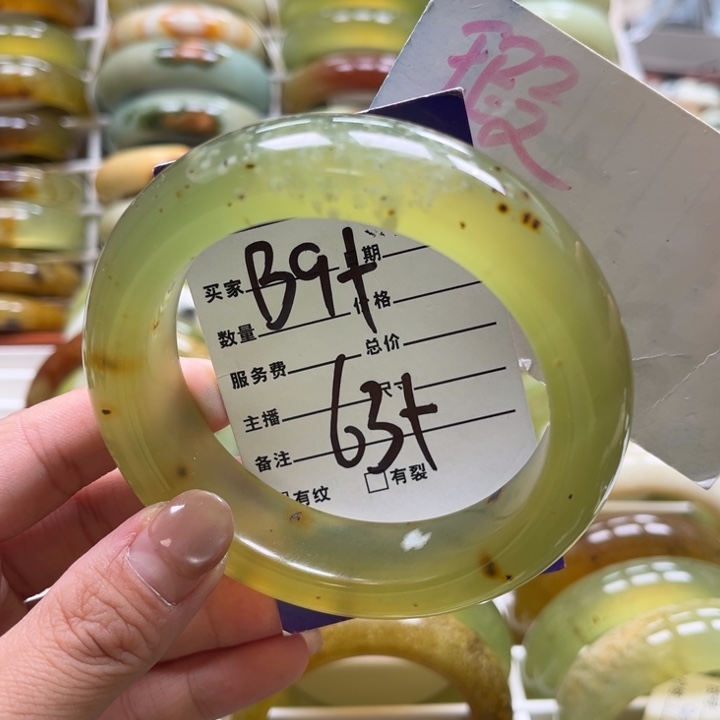 假
期
买家 B9+
数量 价格
服务费 总价
主播 尺寸
备注 63+
有纹 有裂